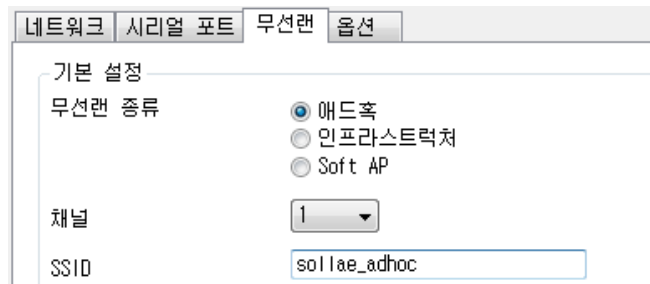 네트워크 시리얼 포트 무선랜 옵션
기본 설정
무선랜 종류 애드혹
인프라스트럭쳐
Soft AP
채널 1
SSID sollae_adhoc